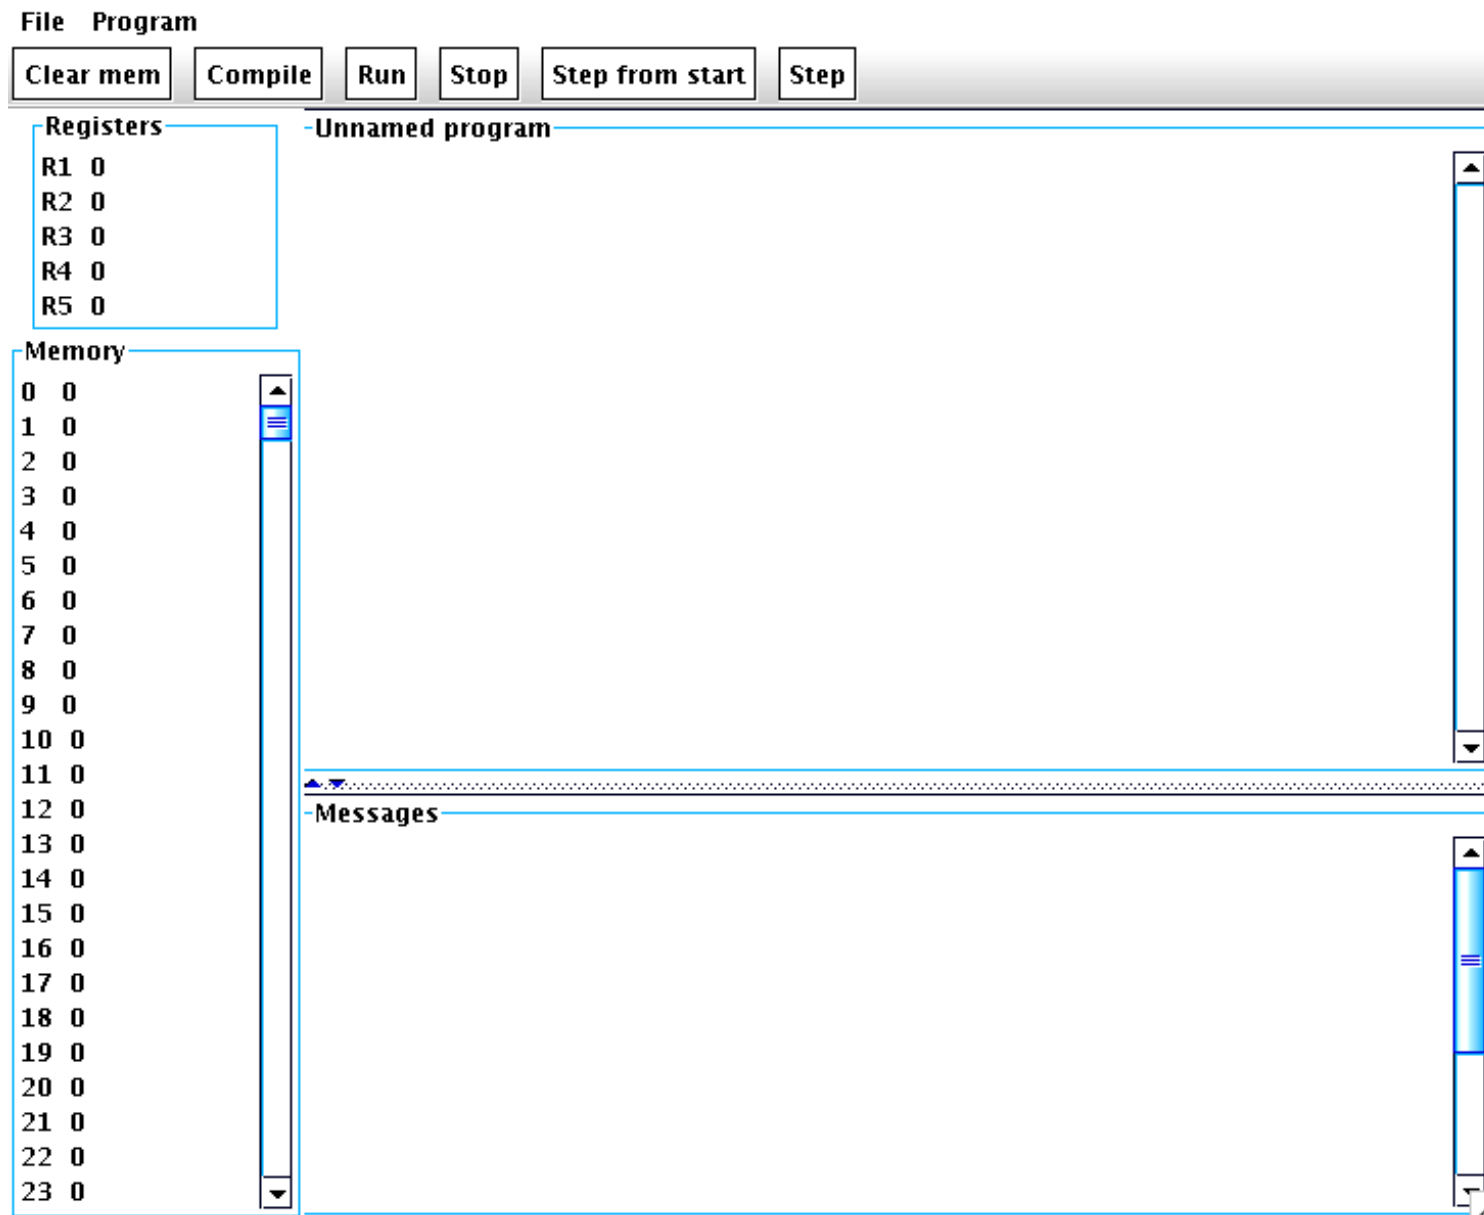 File Program
Clear mem Compile Run Stop Step from start Step
Registers
R1 0
R2 0
R3 0
R4 0
R5 0
Unnamed program
Memory
0 0
1 0
2 0
3 0
4 0
5 0
6 0
7 0
8 0
9 0
10 0
11 0
12 0
13 0
14 0
15 0
16 0
17 0
18 0
19 0
20 0
21 0
22 0
23 0
Messages